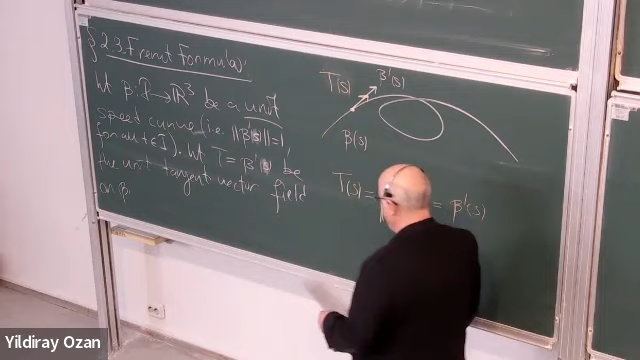 §2.3. Frenet Formulas:
Let β: I→ℝ³ be a unit
speed curve (i.e. ||β'(s)||=1,
for all t∈I). Let T = β' be
the unit tangent vector field
on β.
T(s) β'(s)
β(s)
T(s) = = β'(s)
Yildiray Ozan